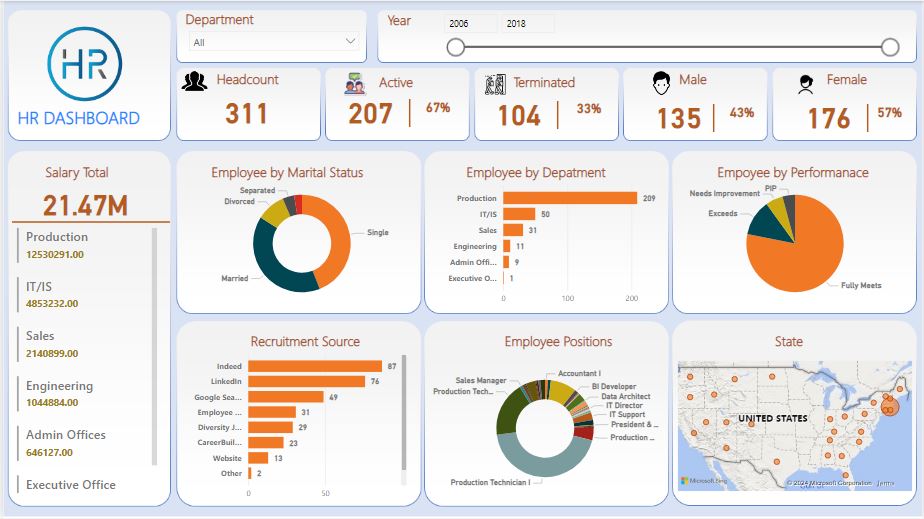 HR
HR DASHBOARD
Department
All
Year
2006
2018
Headcount
311
Active
207
67%
Terminated
104
33%
Male
135
43%
Female
176
57%
Salary Total
21.47M
Production
12530291.00
IT/IS
4853232.00
Sales
2140899.00
Engineering
1044884.00
Admin Offices
646127.00
Executive Office
Employee by Marital Status
Separated
Divorced
Single
Married
Employee by Depatment
Production
209
IT/IS
50
Sales
31
Engineering
11
Admin Offi...
9
Executive O...
1
0
100
200
Empoyee by Performanace
PIP
Needs Improvement
Exceeds
Fully Meets
Recruitment Source
Indeed
87
LinkedIn
76
Google Sea...
49
Employee ...
31
Diversity J...
29
CareerBuil...
23
Website
13
Other
2
0
50
Employee Positions
Accountant I
Sales Manager
BI Developer
Production Tech...
Data Architect
IT Director
IT Support
President & ...
Production ...
Production Technician I
State
UNITED STATES
Microsoft Bing
© 2024 Microsoft Corporation
Terms